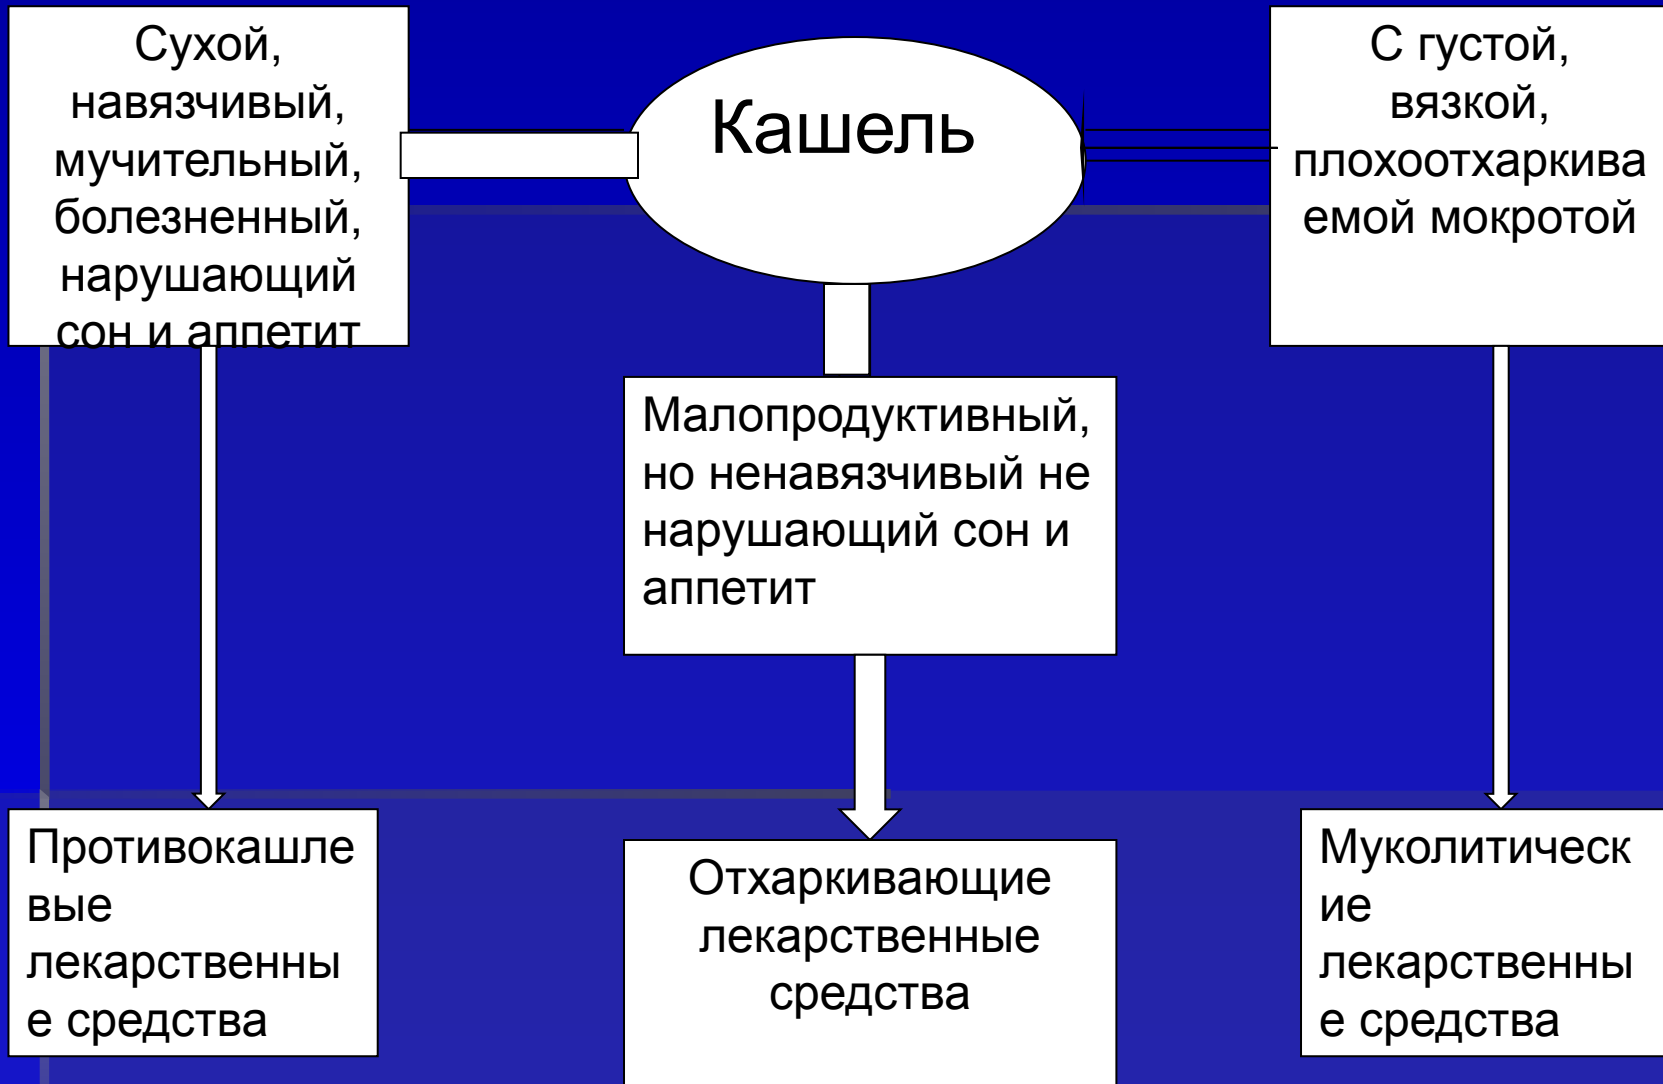 Сухой,
навязчивый,
мучительный,
болезненный,
нарушающий
сон и аппетит
Кашель
С густой,
вязкой,
плохоотхаркива
емой мокротой
Малопродуктивный,
но ненавязчивый не
нарушающий сон и
аппетит
Противокашле
вые
лекарственны
е средства
Отхаркивающие
лекарственные
средства
Муколитическ
ие
лекарственны
е средства